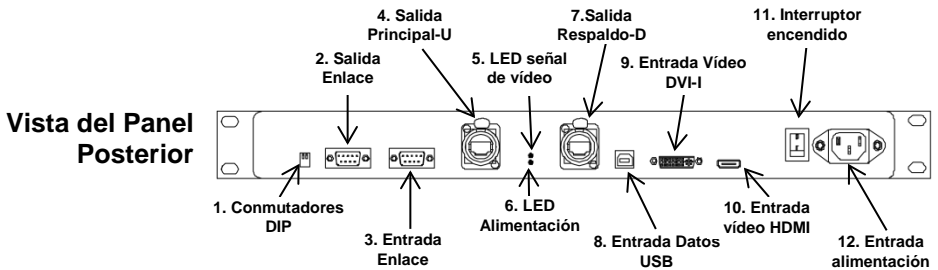 Vista del Panel
Posterior
1. Conmutadores
DIP
2. Salida
Enlace
3. Entrada
Enlace
4. Salida
Principal-U
5. LED señal
de vídeo
6. LED
Alimentación
7.Salida
Respaldo-D
8. Entrada Datos
USB
9. Entrada Vídeo
DVI-I
10. Entrada
vídeo HDMI
11. Interruptor
encendido
12. Entrada
alimentación